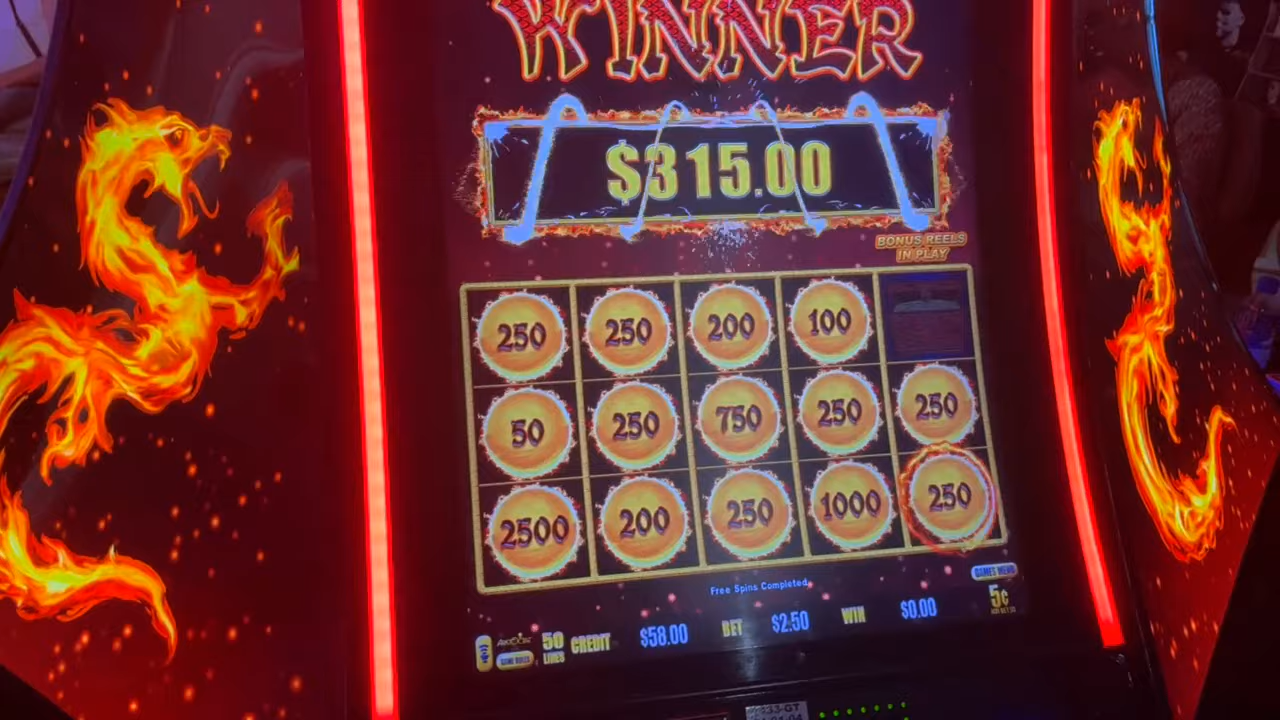 WINNER
$315.00
BONUS REELS
IN PLAY
250 250 200 100
50 250 750 250 250
2500 200 250 1000 250
Free Spins Completed
GAMES MENU
50 LINES CREDIT $58.00 BET $2.50 WIN $0.00 5¢
GAME RULES